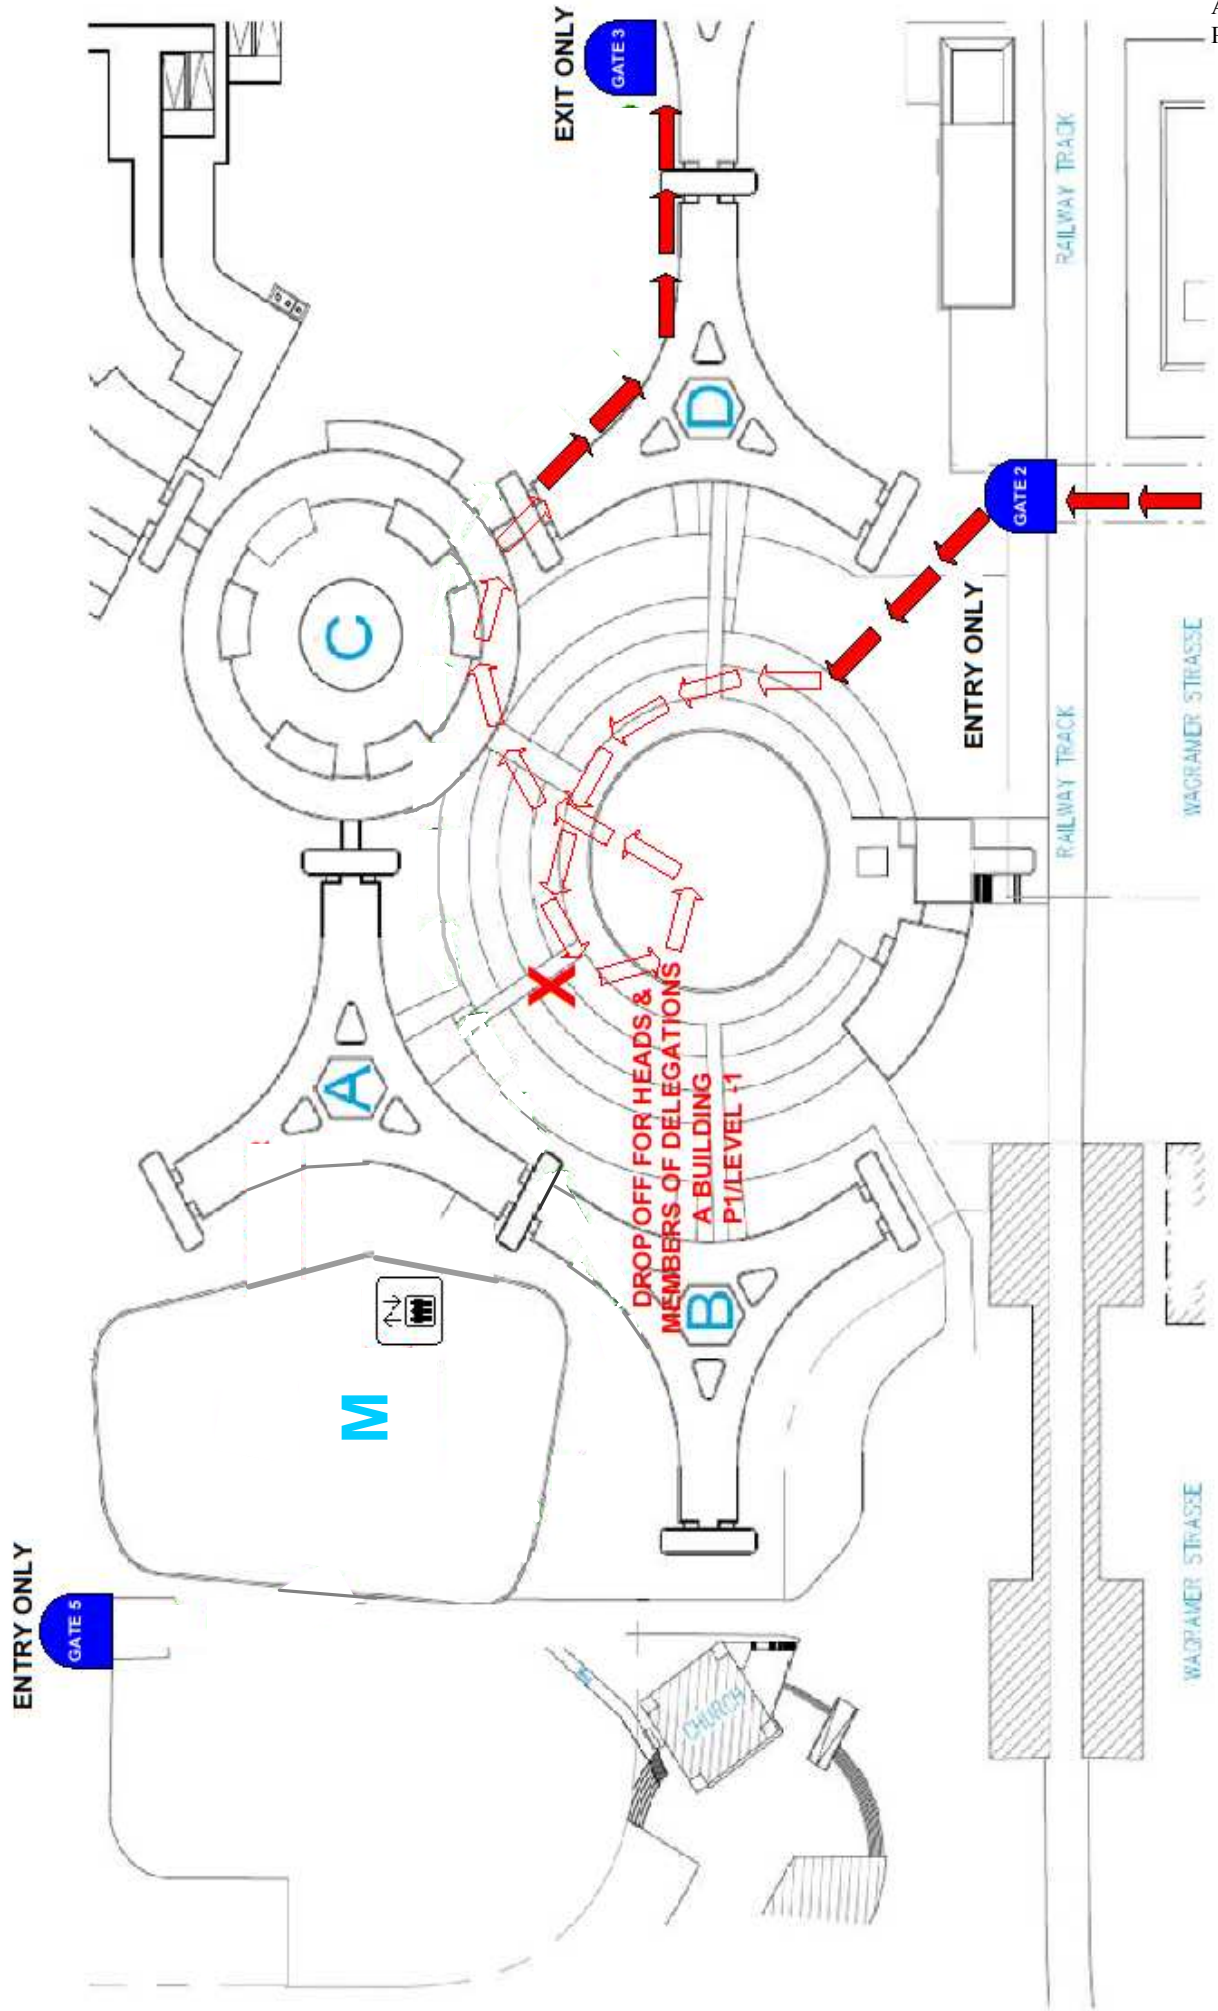 A
EXIT ONLY
GATE 3
RAILWAY TRACK
D
GATE 2
C
ENTRY ONLY
WAGRAMER STRASSE
RAILWAY TRACK
X
DROP OFF FOR HEADS &
MEMBERS OF DELEGATIONS
A BUILDING
P1/LEVEL -1
A
B
M
ENTRY ONLY
GATE 5
WAGRAMER STRASSE
CHURCH